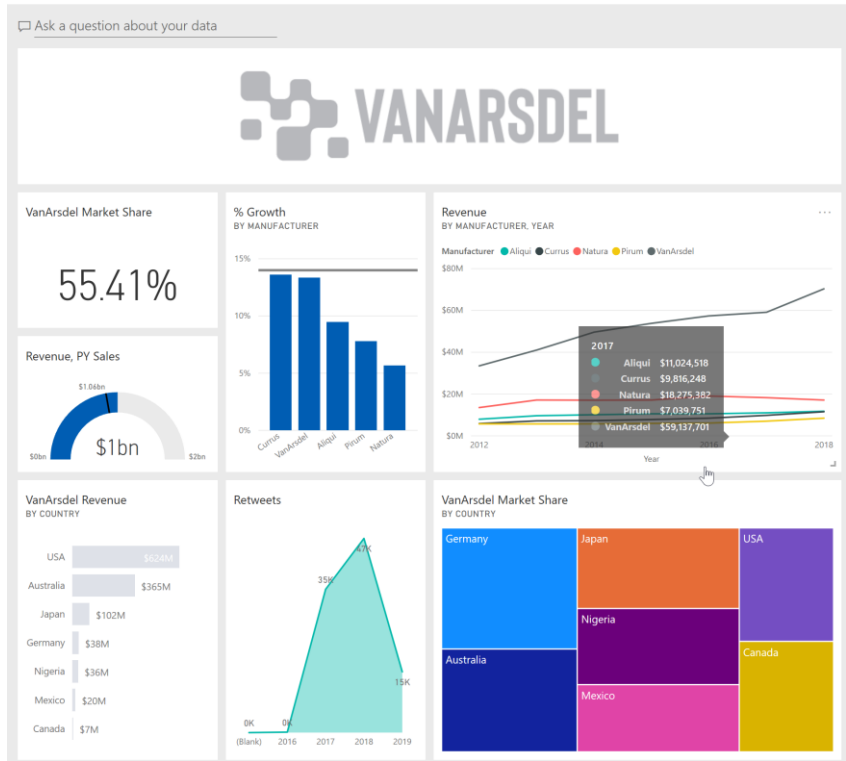 Ask a question about your data
VANARSDEL
VanArsdel Market Share
55.41%
% Growth
BY MANUFACTURER
15%
10%
5%
0%
Currus
VanArsdel
Aliqui
Pirum
Natura
Revenue
BY MANUFACTURER, YEAR
Manufacturer Aliqui Currus Natura Pirum VanArsdel
$80M
$60M
$40M
$20M
$0M
2017
Aliqui $11,024,518
Currus $9,816,248
Natura $18,275,382
Pirum $7,039,751
VanArsdel $59,137,701
2012 2014 2016 2018
Year
Revenue, PY Sales
$1.06bn
$1bn
$0bn $2bn
VanArsdel Revenue
BY COUNTRY
USA $624M
Australia $365M
Japan $102M
Germany $38M
Nigeria $36M
Mexico $20M
Canada $7M
Retweets
47K
35K
15K
0K 0K
(Blank) 2016 2017 2018 2019
VanArsdel Market Share
BY COUNTRY
Germany
Japan
USA
Nigeria
Australia
Canada
Mexico